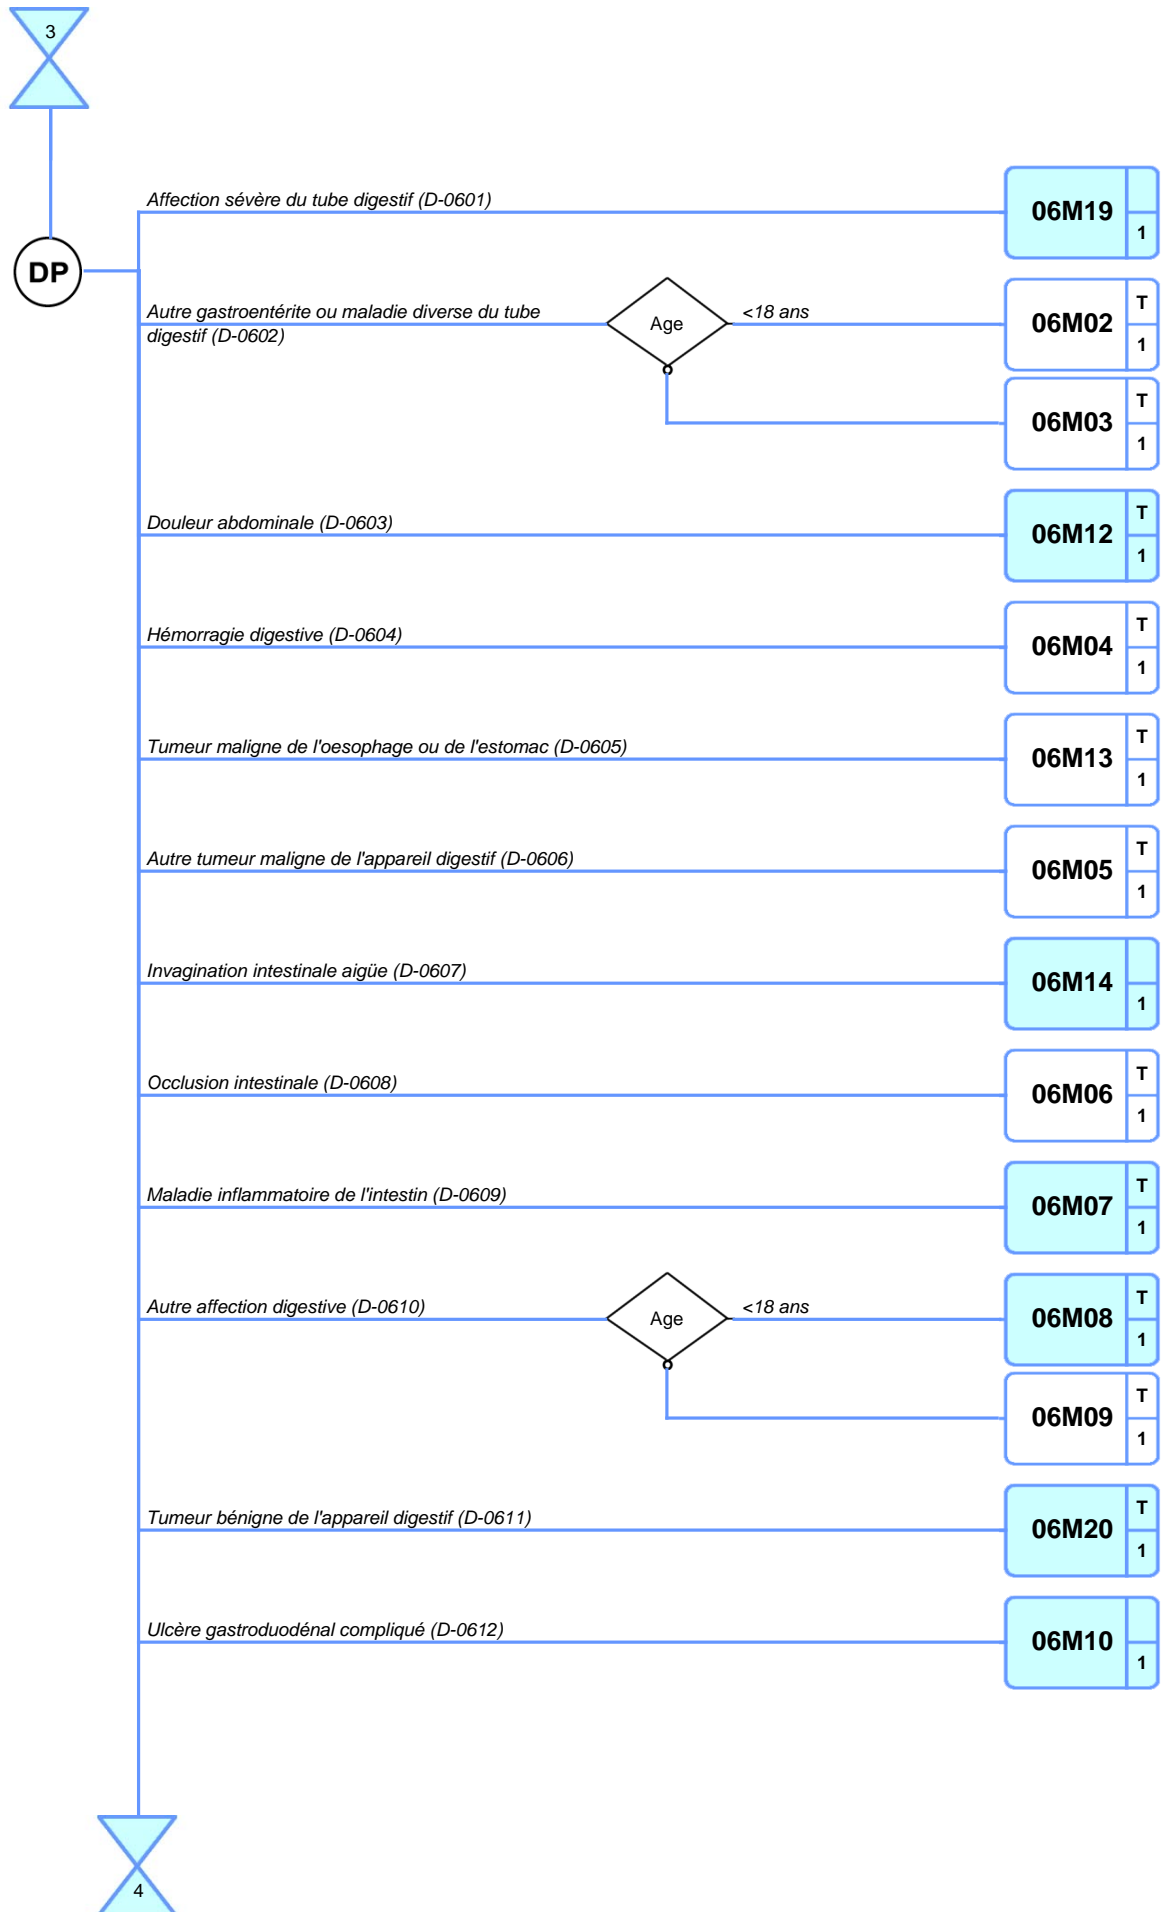 3
Affection sévère du tube digestif (D-0601)
06M19
1
DP
Autre gastroentérite ou maladie diverse du tube
digestif (D-0602)
Age
<18 ans
06M02
T
1
06M03
T
1
Douleur abdominale (D-0603)
06M12
T
1
Hémorragie digestive (D-0604)
06M04
T
1
Tumeur maligne de l'oesophage ou de l'estomac (D-0605)
06M13
T
1
Autre tumeur maligne de l'appareil digestif (D-0606)
06M05
T
1
Invagination intestinale aigüe (D-0607)
06M14
1
Occlusion intestinale (D-0608)
06M06
T
1
Maladie inflammatoire de l'intestin (D-0609)
06M07
T
1
Autre affection digestive (D-0610)
Age
<18 ans
06M08
T
1
06M09
T
1
Tumeur bénigne de l'appareil digestif (D-0611)
06M20
T
1
Ulcère gastroduodénal compliqué (D-0612)
06M10
1
4